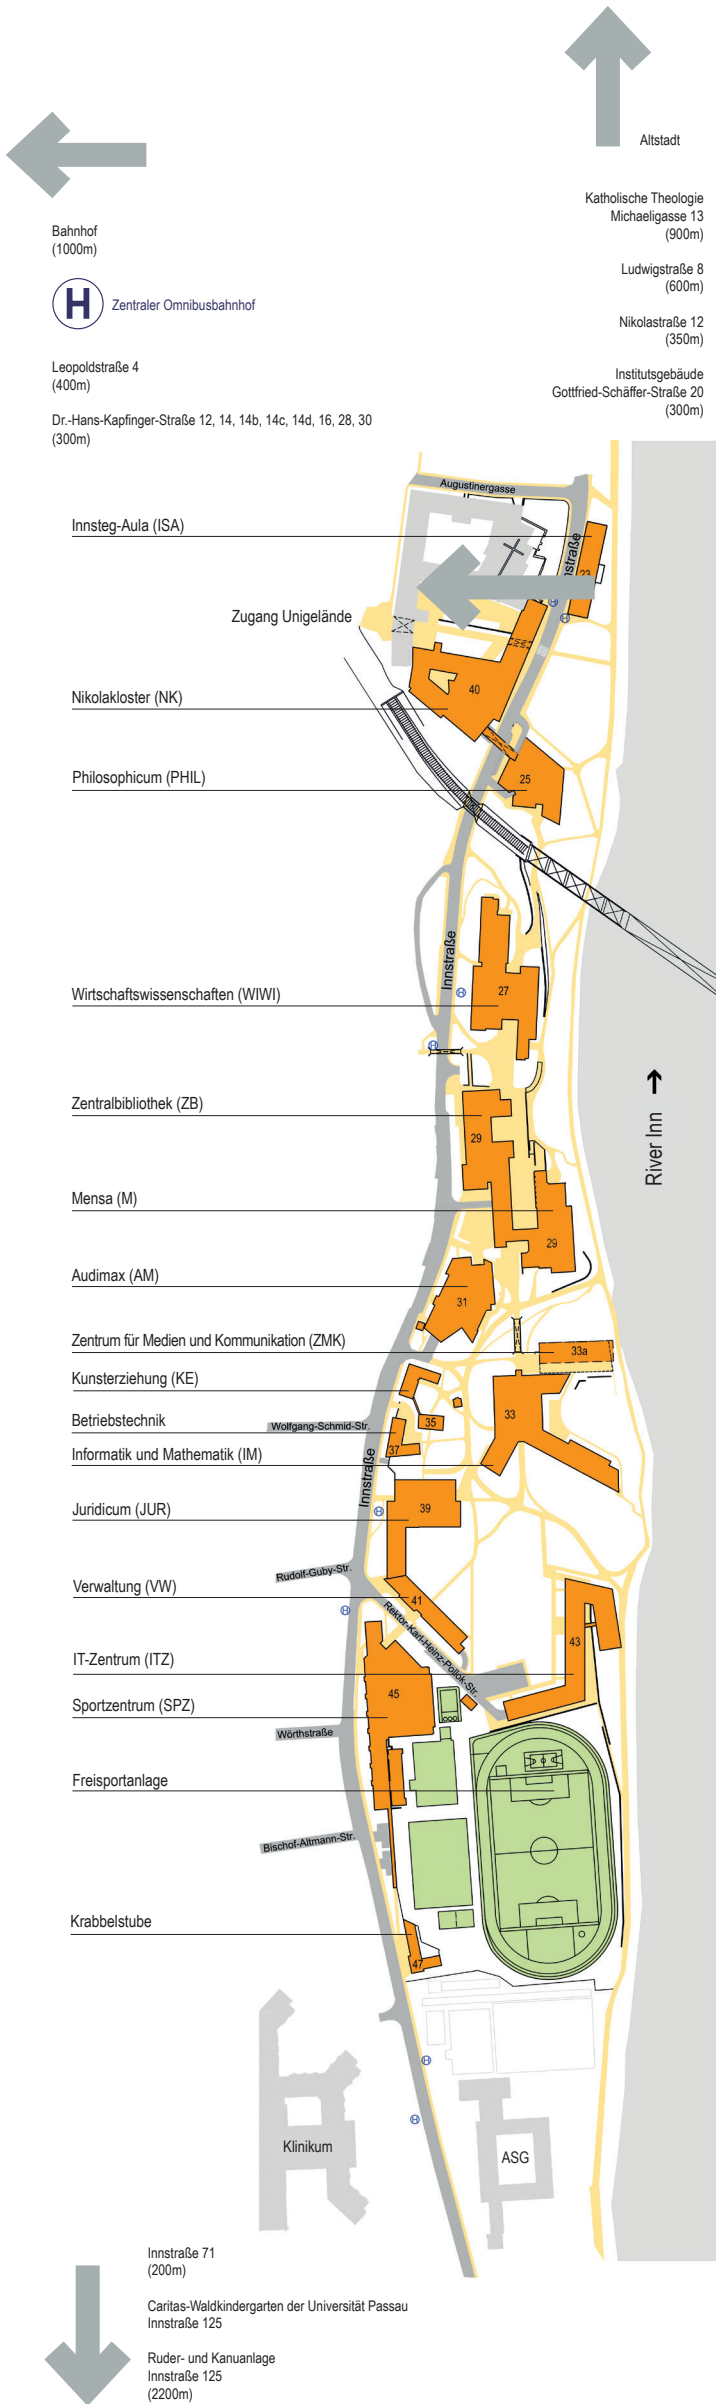 Altstadt
Katholische Theologie
Michaeligasse 13
(900m)
Ludwigstraße 8
(600m)
Nikolastraße 12
(350m)
Institutsgebäude
Gottfried-Schäffer-Straße 20
(300m)
Bahnhof
(1000m)
H Zentraler Omnibusbahnhof
Leopoldstraße 4
(400m)
Dr.-Hans-Kapfinger-Straße 12, 14, 14b, 14c, 14d, 16, 28, 30
(300m)
Augustinergasse
Innsteg-Aula (ISA)
nstraße
23
H
H
Zugang Unigelände
40
Nikolakloster (NK)
Philosophicum (PHIL)
25
Innstraße
Wirtschaftswissenschaften (WIWI)
27
H
H
River Inn
Zentralbibliothek (ZB)
29
Mensa (M)
29
Audimax (AM)
31
Zentrum für Medien und Kommunikation (ZMK)
33a
Kunsterziehung (KE)
33
Betriebstechnik
Wolfgang-Schmid-Str.
35
37
Informatik und Mathematik (IM)
Innstraße
Juridicum (JUR)
H
39
Rudolf-Guby-Str.
Verwaltung (VW)
41
H
Rektor-Karl-Heinz-Pollok-Str.
43
IT-Zentrum (ITZ)
45
Sportzentrum (SPZ)
Wörthstraße
Freisportanlage
Bischof-Altmann-Str.
Krabbelstube
47
H
H
Klinikum
ASG
Innstraße 71
(200m)
Caritas-Waldkindergarten der Universität Passau
Innstraße 125
Ruder- und Kanuanlage
Innstraße 125
(2200m)